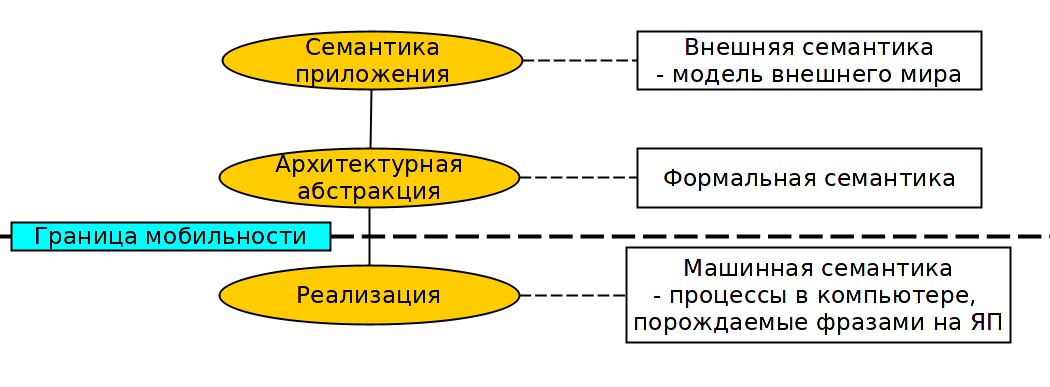 Семантика
приложения
Внешняя семантика
- модель внешнего мира
Архитектурная
абстракция
Формальная семантика
Граница мобильности
Реализация
Машинная семантика
- процессы в компьютере,
порождаемые фразами на ЯП